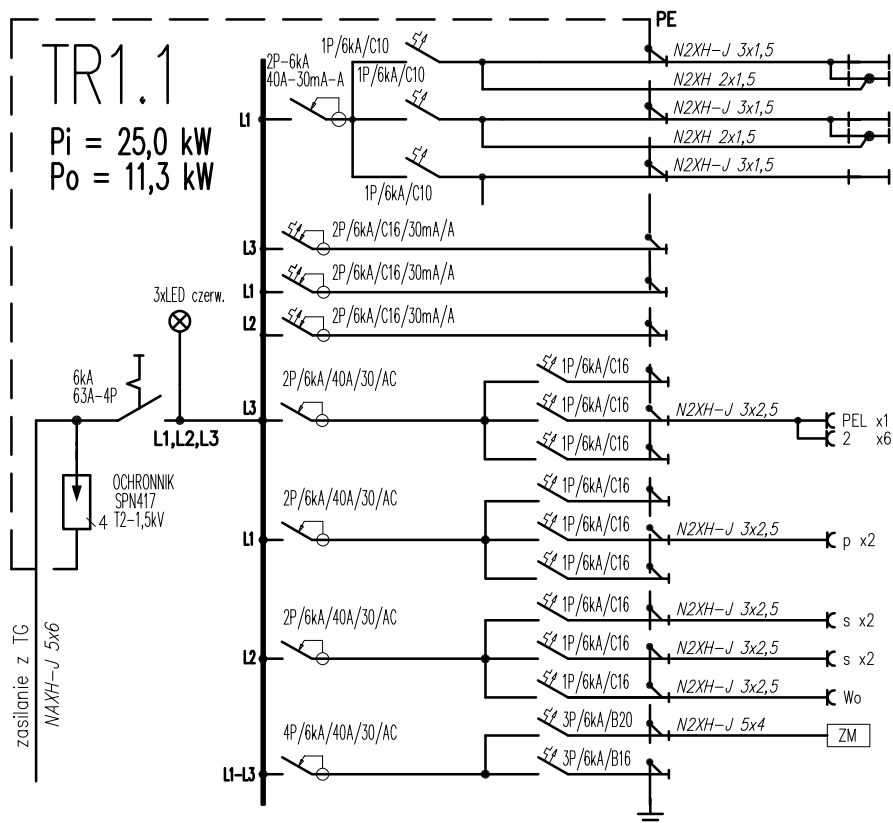 PE
TR1.1
Pi = 25,0 kW
Po = 11,3 kW
2P-6kA
40A-30mA-A
1P/6kA/C10
1P/6kA/C10
1P/6kA/C10
L1
N2XH-J 3x1,5
N2XH 2x1,5
N2XH-J 3x1,5
N2XH 2x1,5
N2XH-J 3x1,5
L3
2P/6kA/C16/30mA/A
L1
2P/6kA/C16/30mA/A
L2
2P/6kA/C16/30mA/A
3xLED czerw.
6kA
63A-4P
L1,L2,L3
OCHRONNIK
SPN417
T2-1,5kV
4
zasilanie z TG
NAXH-J 5x6
L3
2P/6kA/40A/30/AC
1P/6kA/C16
1P/6kA/C16
1P/6kA/C16
N2XH-J 3x2,5
PEL x1
2 x6
L1
2P/6kA/40A/30/AC
1P/6kA/C16
1P/6kA/C16
1P/6kA/C16
N2XH-J 3x2,5
p x2
L2
2P/6kA/40A/30/AC
1P/6kA/C16
N2XH-J 3x2,5
s x2
1P/6kA/C16
N2XH-J 3x2,5
s x2
1P/6kA/C16
N2XH-J 3x2,5
Wo
L1-L3
4P/6kA/40A/30/AC
3P/6kA/B20
N2XH-J 5x4
ZM
3P/6kA/B16